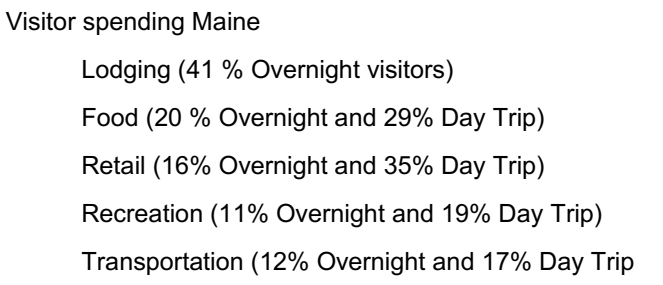 Visitor spending Maine
Lodging (41 % Overnight visitors)
Food (20 % Overnight and 29% Day Trip)
Retail (16% Overnight and 35% Day Trip)
Recreation (11% Overnight and 19% Day Trip)
Transportation (12% Overnight and 17% Day Trip